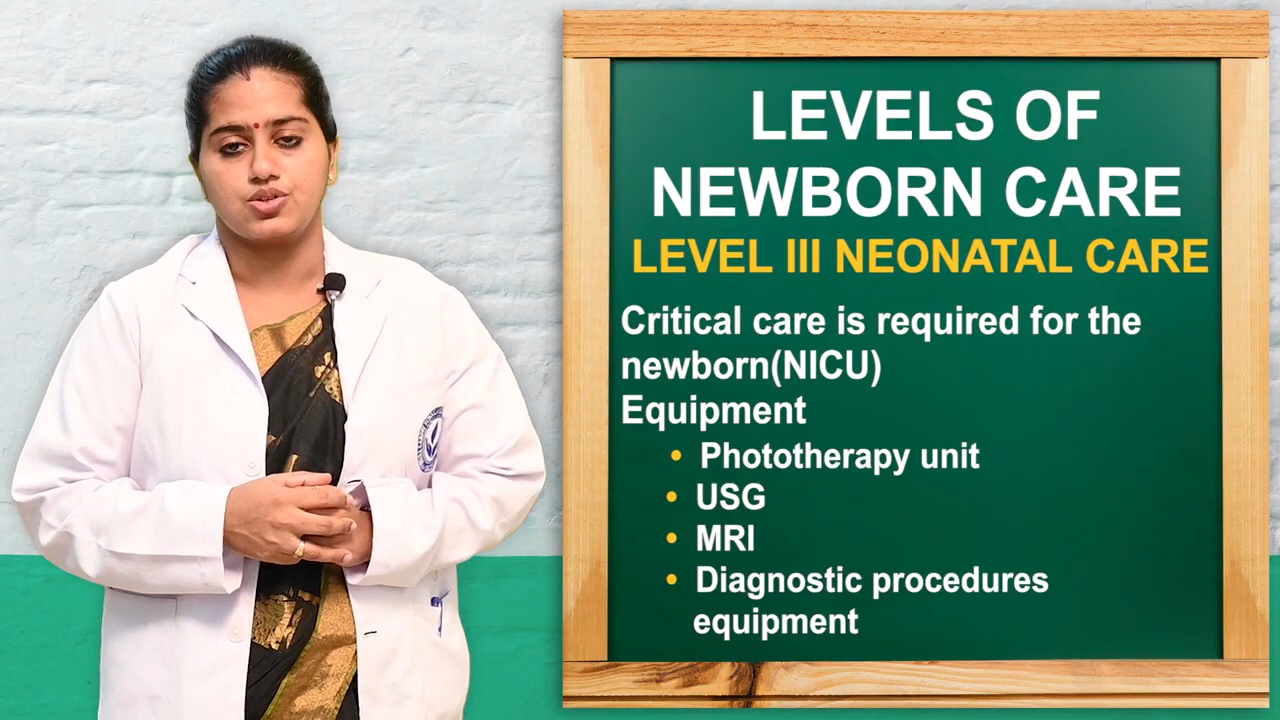 LEVELS OF
NEWBORN CARE
LEVEL III NEONATAL CARE
Critical care is required for the
newborn(NICU)
Equipment
• Phototherapy unit
• USG
• MRI
• Diagnostic procedures
equipment